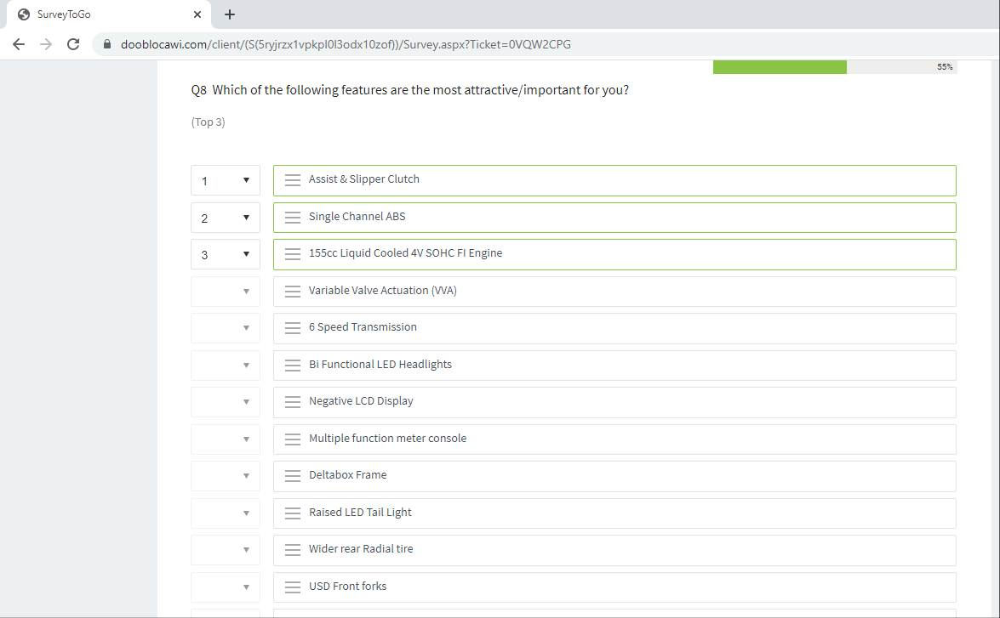 SurveyToGo
dooblocawi.com/client/(S(5ryjrzx1vpkpl0l3odx10zof))/Survey.aspx?Ticket=0VQW2CPG
55%
Q8 Which of the following features are the most attractive/important for you?
(Top 3)
1 Assist & Slipper Clutch
2 Single Channel ABS
3 155cc Liquid Cooled 4V SOHC FI Engine
Variable Valve Actuation (VVA)
6 Speed Transmission
Bi Functional LED Headlights
Negative LCD Display
Multiple function meter console
Deltabox Frame
Raised LED Tail Light
Wider rear Radial tire
USD Front forks